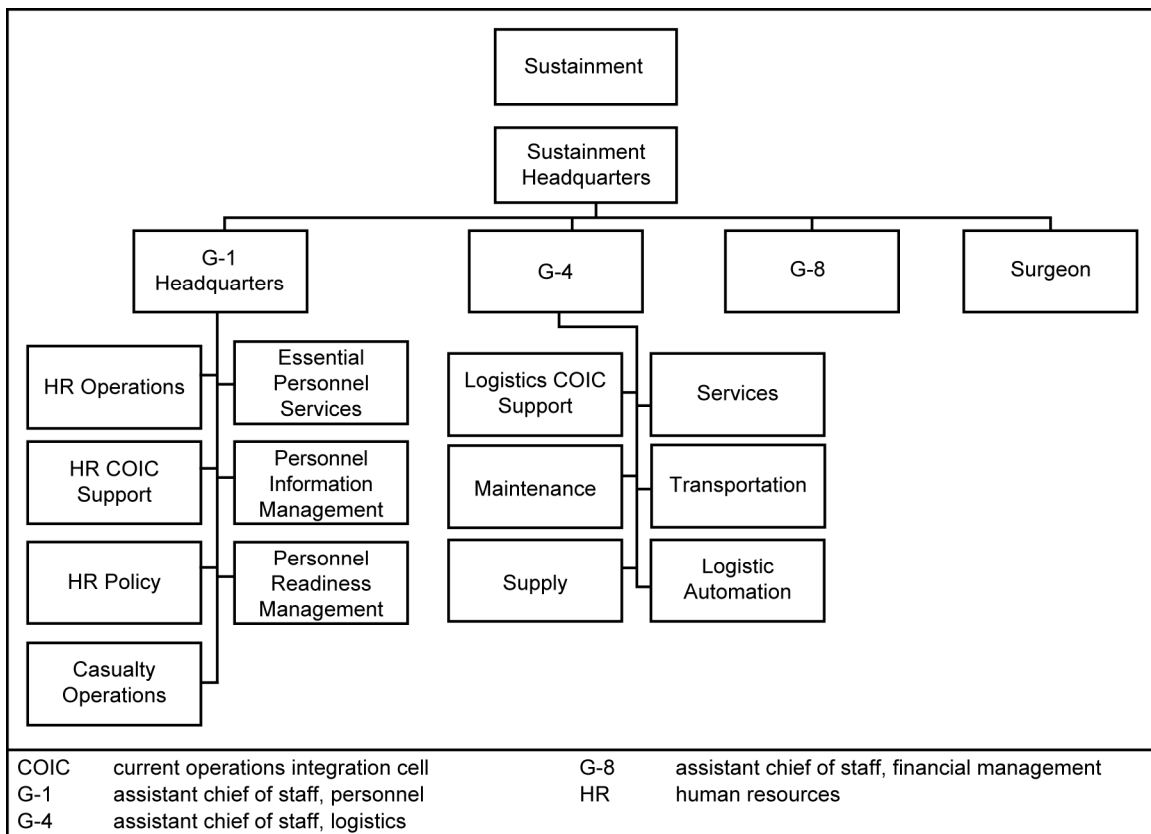 Sustainment
Sustainment
Headquarters
G-1
Headquarters
G-4
G-8
Surgeon
HR Operations
Essential
Personnel
Services
HR COIC
Support
Personnel
Information
Management
HR Policy
Personnel
Readiness
Management
Casualty
Operations
Logistics COIC
Support
Services
Maintenance
Transportation
Supply
Logistic
Automation
COIC current operations integration cell
G-1 assistant chief of staff, personnel
G-4 assistant chief of staff, logistics
G-8 assistant chief of staff, financial management
HR human resources